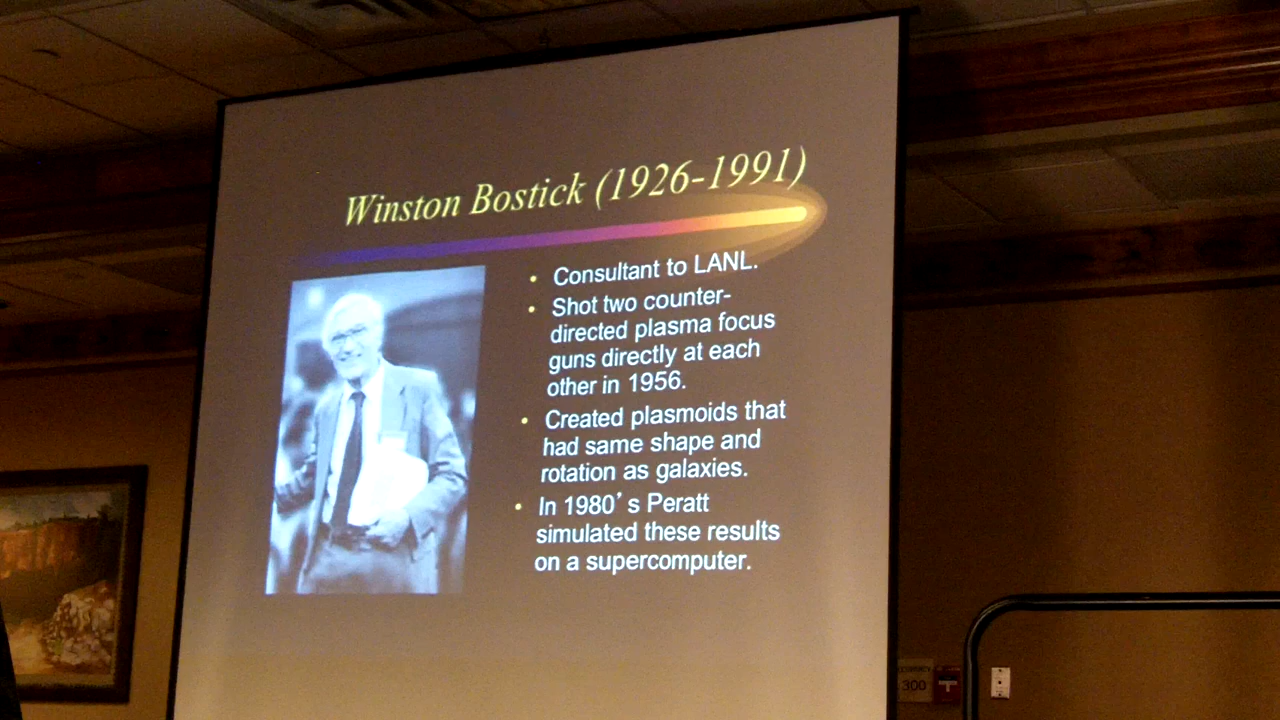 Winston Bostick (1926-1991)
• Consultant to LANL.
• Shot two counter-
directed plasma focus
guns directly at each
other in 1956.
• Created plasmoids that
had same shape and
rotation as galaxies.
• In 1980’s Peratt
simulated these results
on a supercomputer.
300